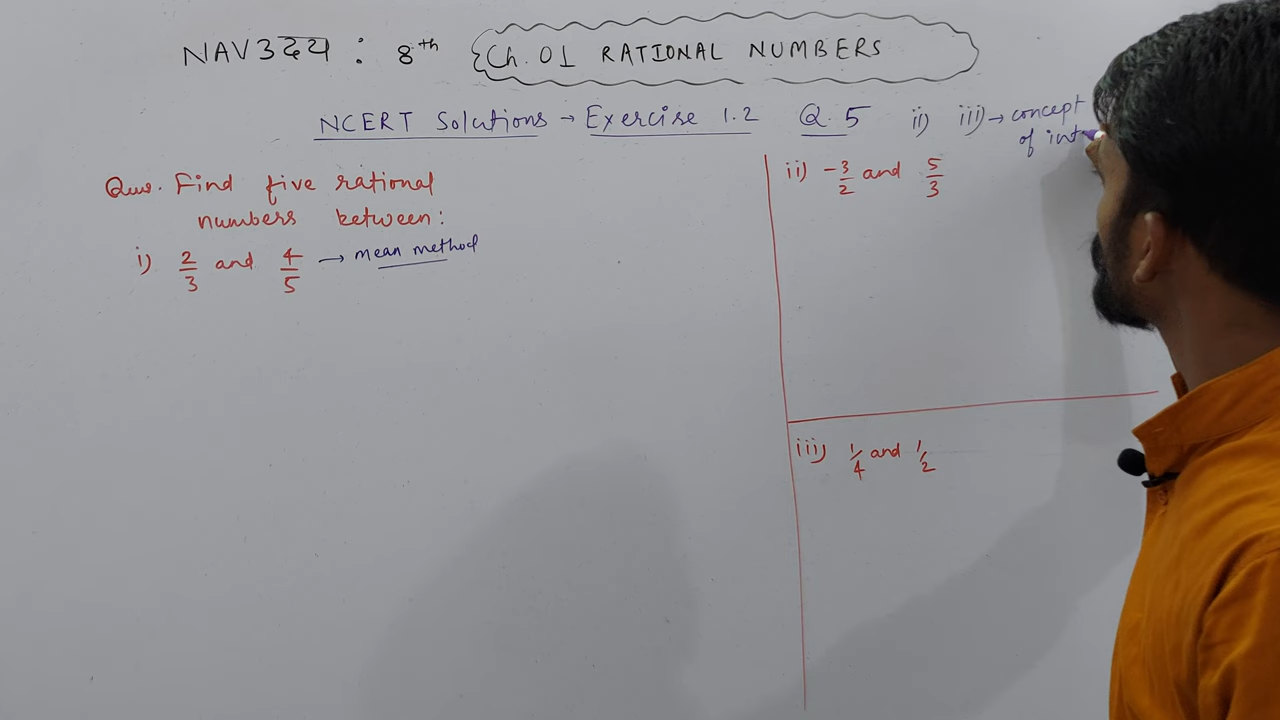 NAV3દર્શ : 8th Ch. 01 RATIONAL NUMBERS
NCERT Solutions → Exercise 1.2 Q.5 ii) iii) → concept
of int
Ques. Find five rational
numbers between:
i) 2/3 and 4/5 → mean method
ii) -3/2 and 5/3
iii) 1/4 and 1/2